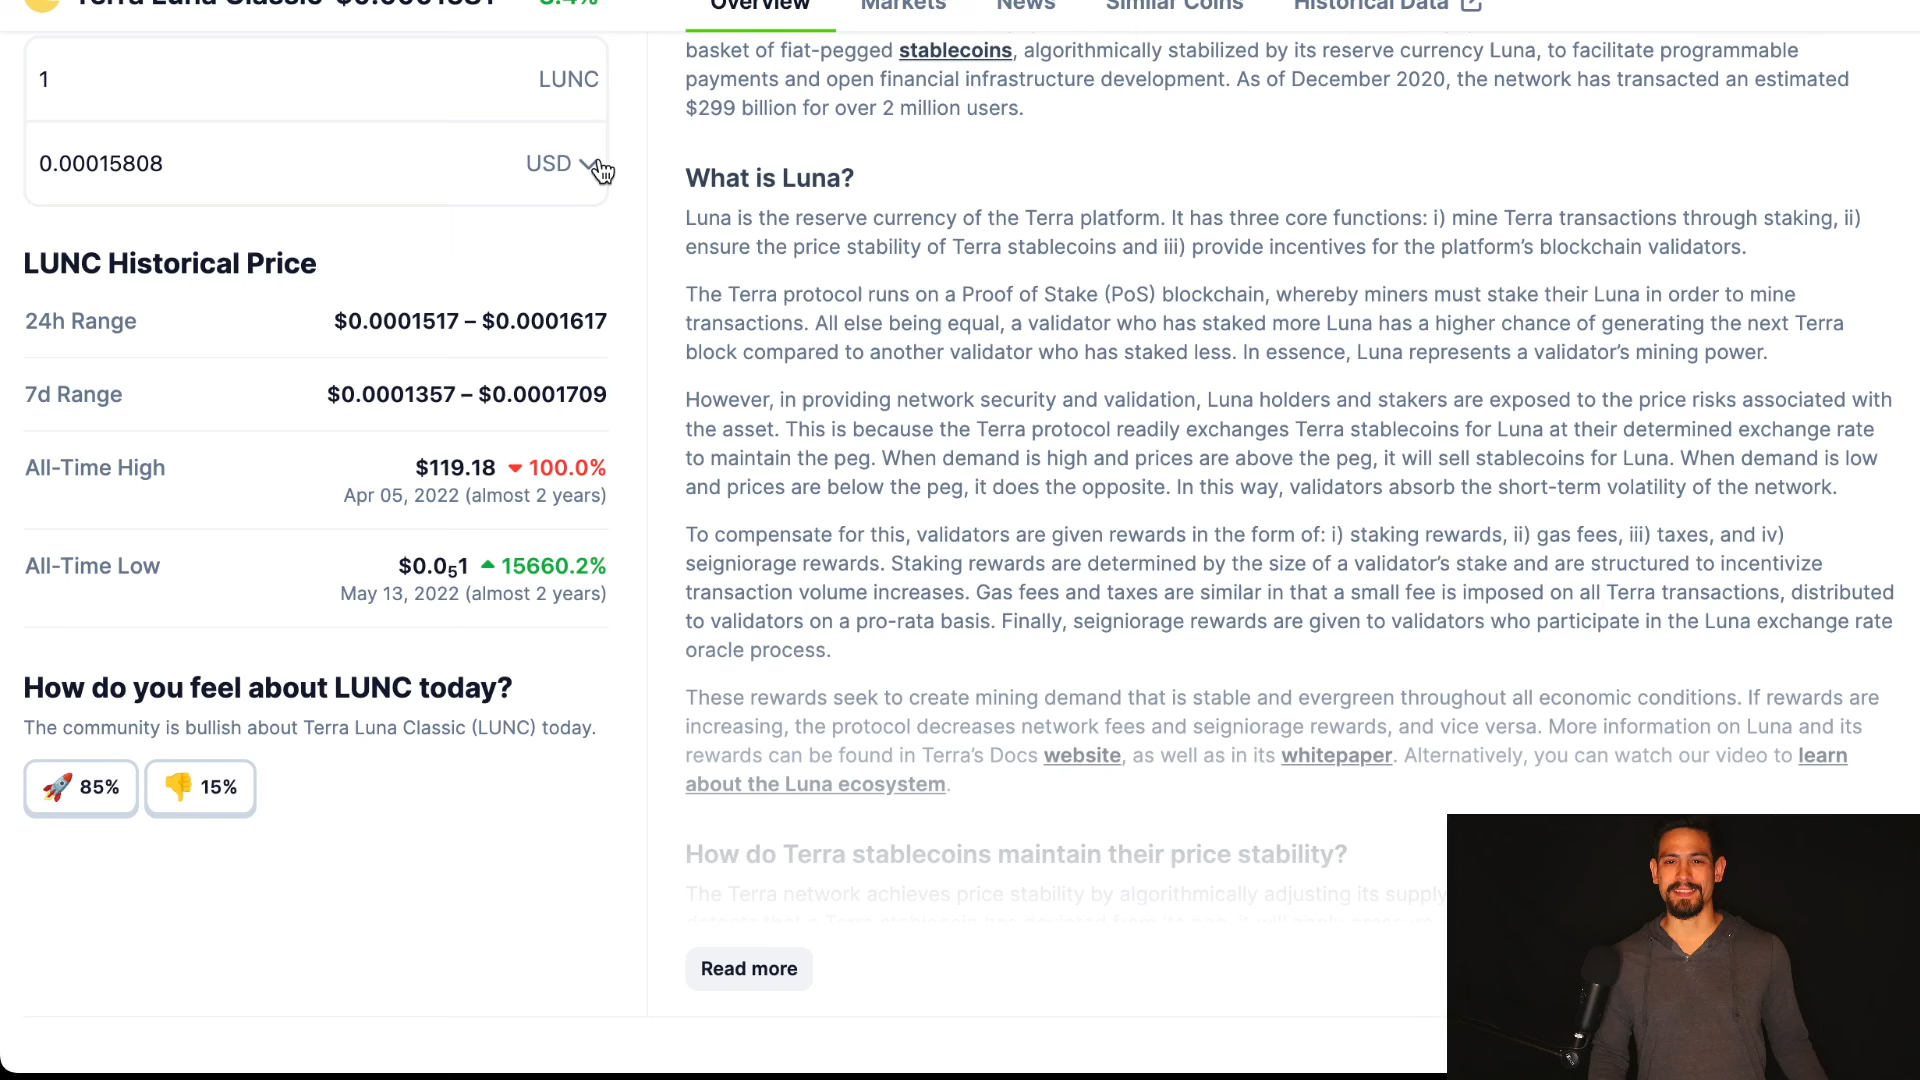 Terra Luna Classic $0.0001581
Overview Markets News Similar Coins Historical Data
1 LUNC
0.00015808 USD
LUNC Historical Price
24h Range $0.0001517 – $0.0001617
7d Range $0.0001357 – $0.0001709
All-Time High $119.18 100.0%
Apr 05, 2022 (almost 2 years)
All-Time Low $0.0₅1 15660.2%
May 13, 2022 (almost 2 years)
How do you feel about LUNC today?
The community is bullish about Terra Luna Classic (LUNC) today.
85% 15%
basket of fiat-pegged stablecoins, algorithmically stabilized by its reserve currency Luna, to facilitate programmable
payments and open financial infrastructure development. As of December 2020, the network has transacted an estimated
$299 billion for over 2 million users.
What is Luna?
Luna is the reserve currency of the Terra platform. It has three core functions: i) mine Terra transactions through staking, ii)
ensure the price stability of Terra stablecoins and iii) provide incentives for the platform’s blockchain validators.
The Terra protocol runs on a Proof of Stake (PoS) blockchain, whereby miners must stake their Luna in order to mine
transactions. All else being equal, a validator who has staked more Luna has a higher chance of generating the next Terra
block compared to another validator who has staked less. In essence, Luna represents a validator’s mining power.
However, in providing network security and validation, Luna holders and stakers are exposed to the price risks associated with
the asset. This is because the Terra protocol readily exchanges Terra stablecoins for Luna at their determined exchange rate
to maintain the peg. When demand is high and prices are above the peg, it will sell stablecoins for Luna. When demand is low
and prices are below the peg, it does the opposite. In this way, validators absorb the short-term volatility of the network.
To compensate for this, validators are given rewards in the form of: i) staking rewards, ii) gas fees, iii) taxes, and iv)
seigniorage rewards. Staking rewards are determined by the size of a validator’s stake and are structured to incentivize
transaction volume increases. Gas fees and taxes are similar in that a small fee is imposed on all Terra transactions, distributed
to validators on a pro-rata basis. Finally, seigniorage rewards are given to validators who participate in the Luna exchange rate
oracle process.
These rewards seek to create mining demand that is stable and evergreen throughout all economic conditions. If rewards are
increasing, the protocol decreases network fees and seigniorage rewards, and vice versa. More information on Luna and its
rewards can be found in Terra’s Docs website, as well as in its whitepaper. Alternatively, you can watch our video to learn
about the Luna ecosystem.
How do Terra stablecoins maintain their price stability?
The Terra network achieves price stability by algorithmically adjusting its supply
Read more